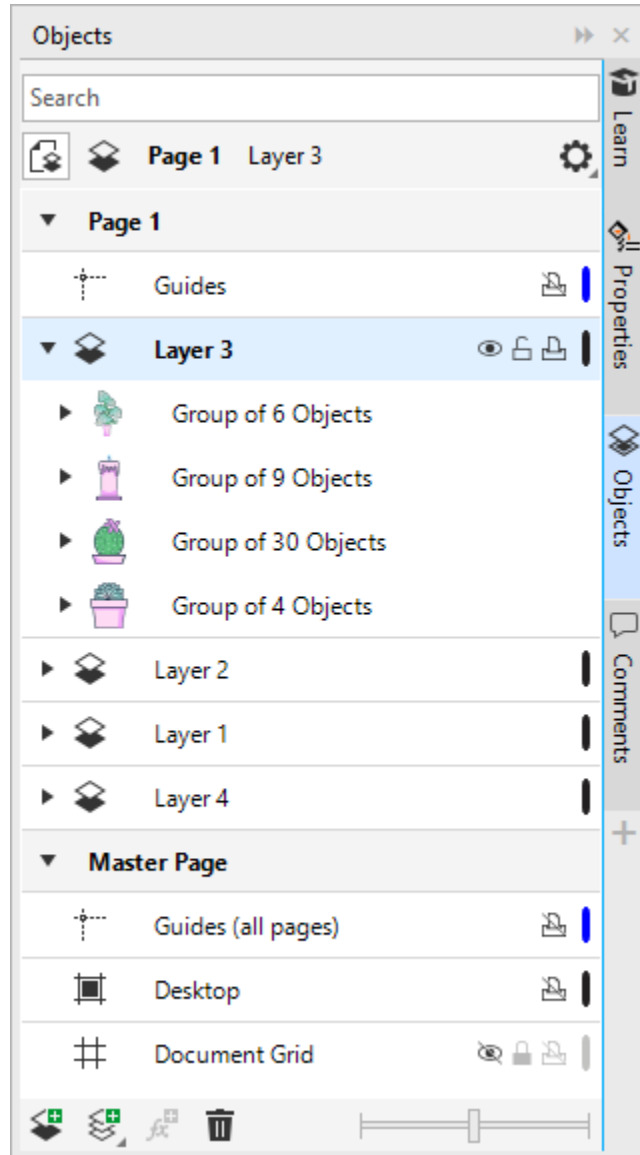 Objects
Search
Page 1 Layer 3
Page 1
Guides
Layer 3
Group of 6 Objects
Group of 9 Objects
Group of 30 Objects
Group of 4 Objects
Layer 2
Layer 1
Layer 4
Master Page
Guides (all pages)
Desktop
Document Grid
Learn
Properties
Objects
Comments